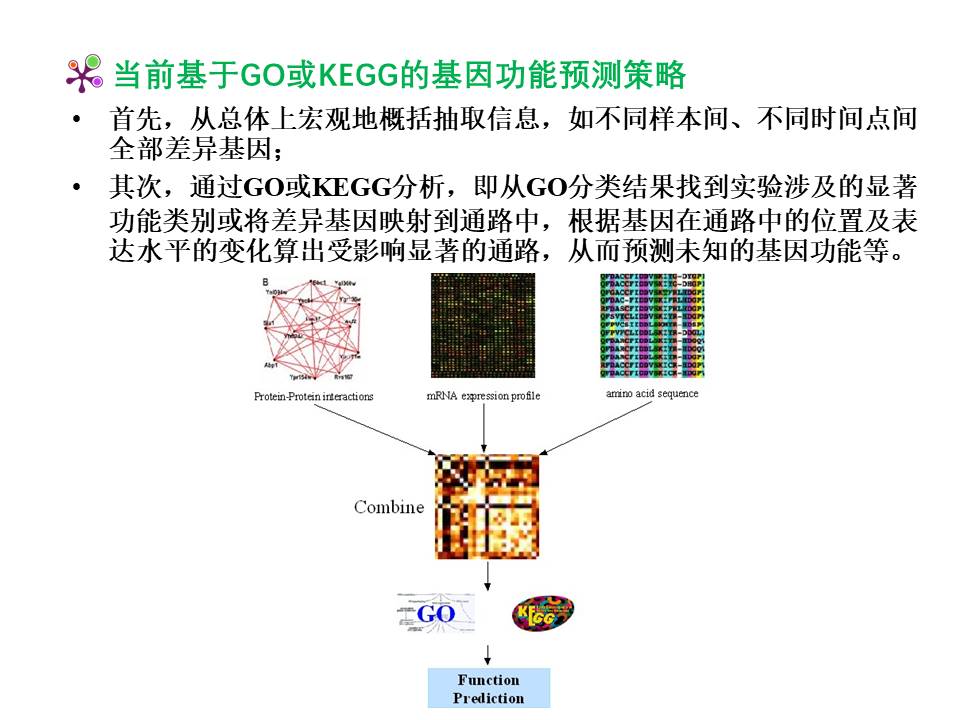 当前基于GO或KEGG的基因功能预测策略
• 首先，从总体上宏观地概括抽取信息，如不同样本间、不同时间点间
全部差异基因；
• 其次，通过GO或KEGG分析，即从GO分类结果找到实验涉及的显著
功能类别或将差异基因映射到通路中，根据基因在通路中的位置及表
达水平的变化算出受影响显著的通路，从而预测未知的基因功能等。
B
Abp1
Rvs167
Protein-Protein interactions
mRNA expression profile
amino acid sequence
Combine
GO
KEGG
Function
Prediction